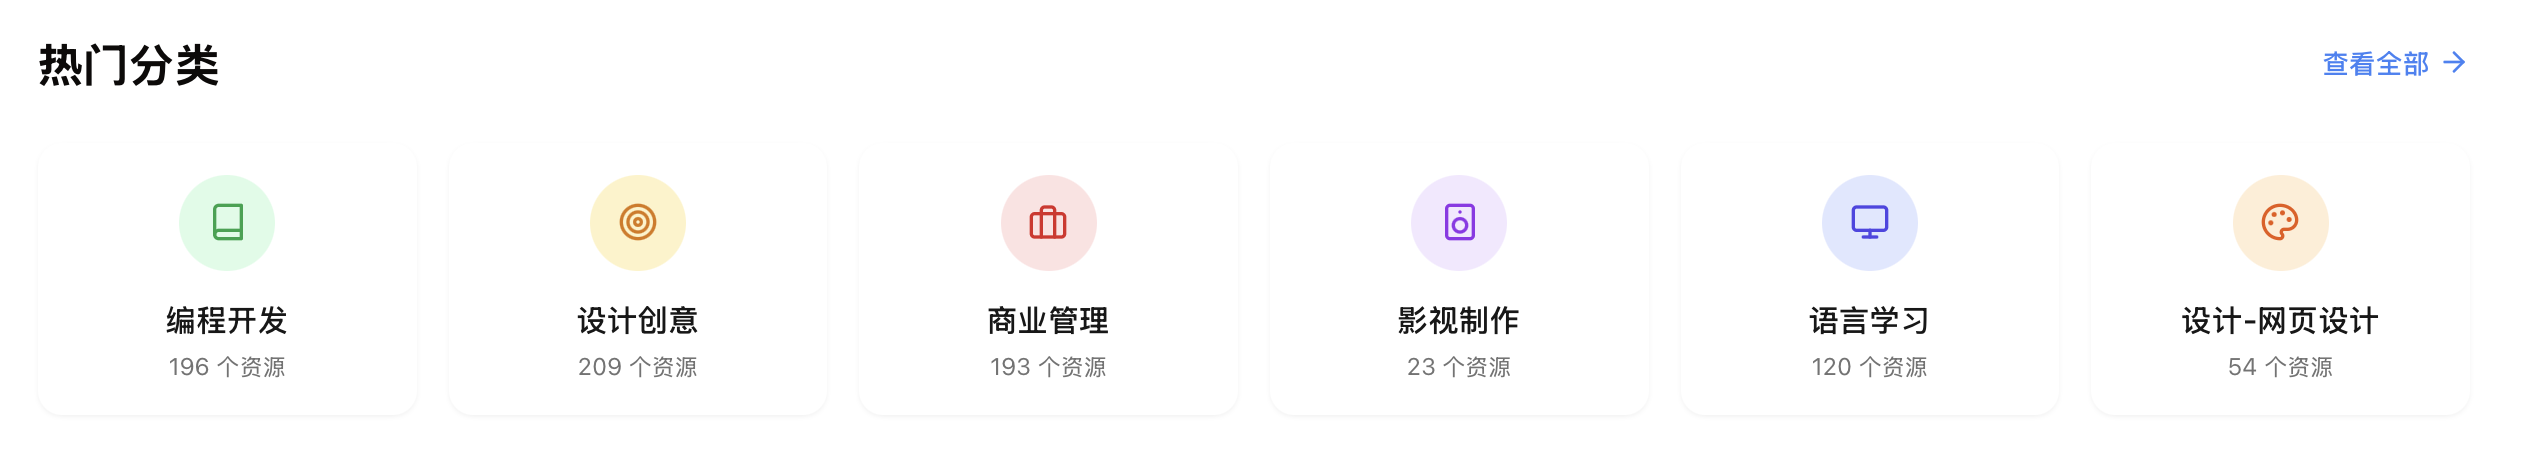 热门分类
查看全部
编程开发
196 个资源
设计创意
209 个资源
商业管理
193 个资源
影视制作
23 个资源
语言学习
120 个资源
设计-网页设计
54 个资源